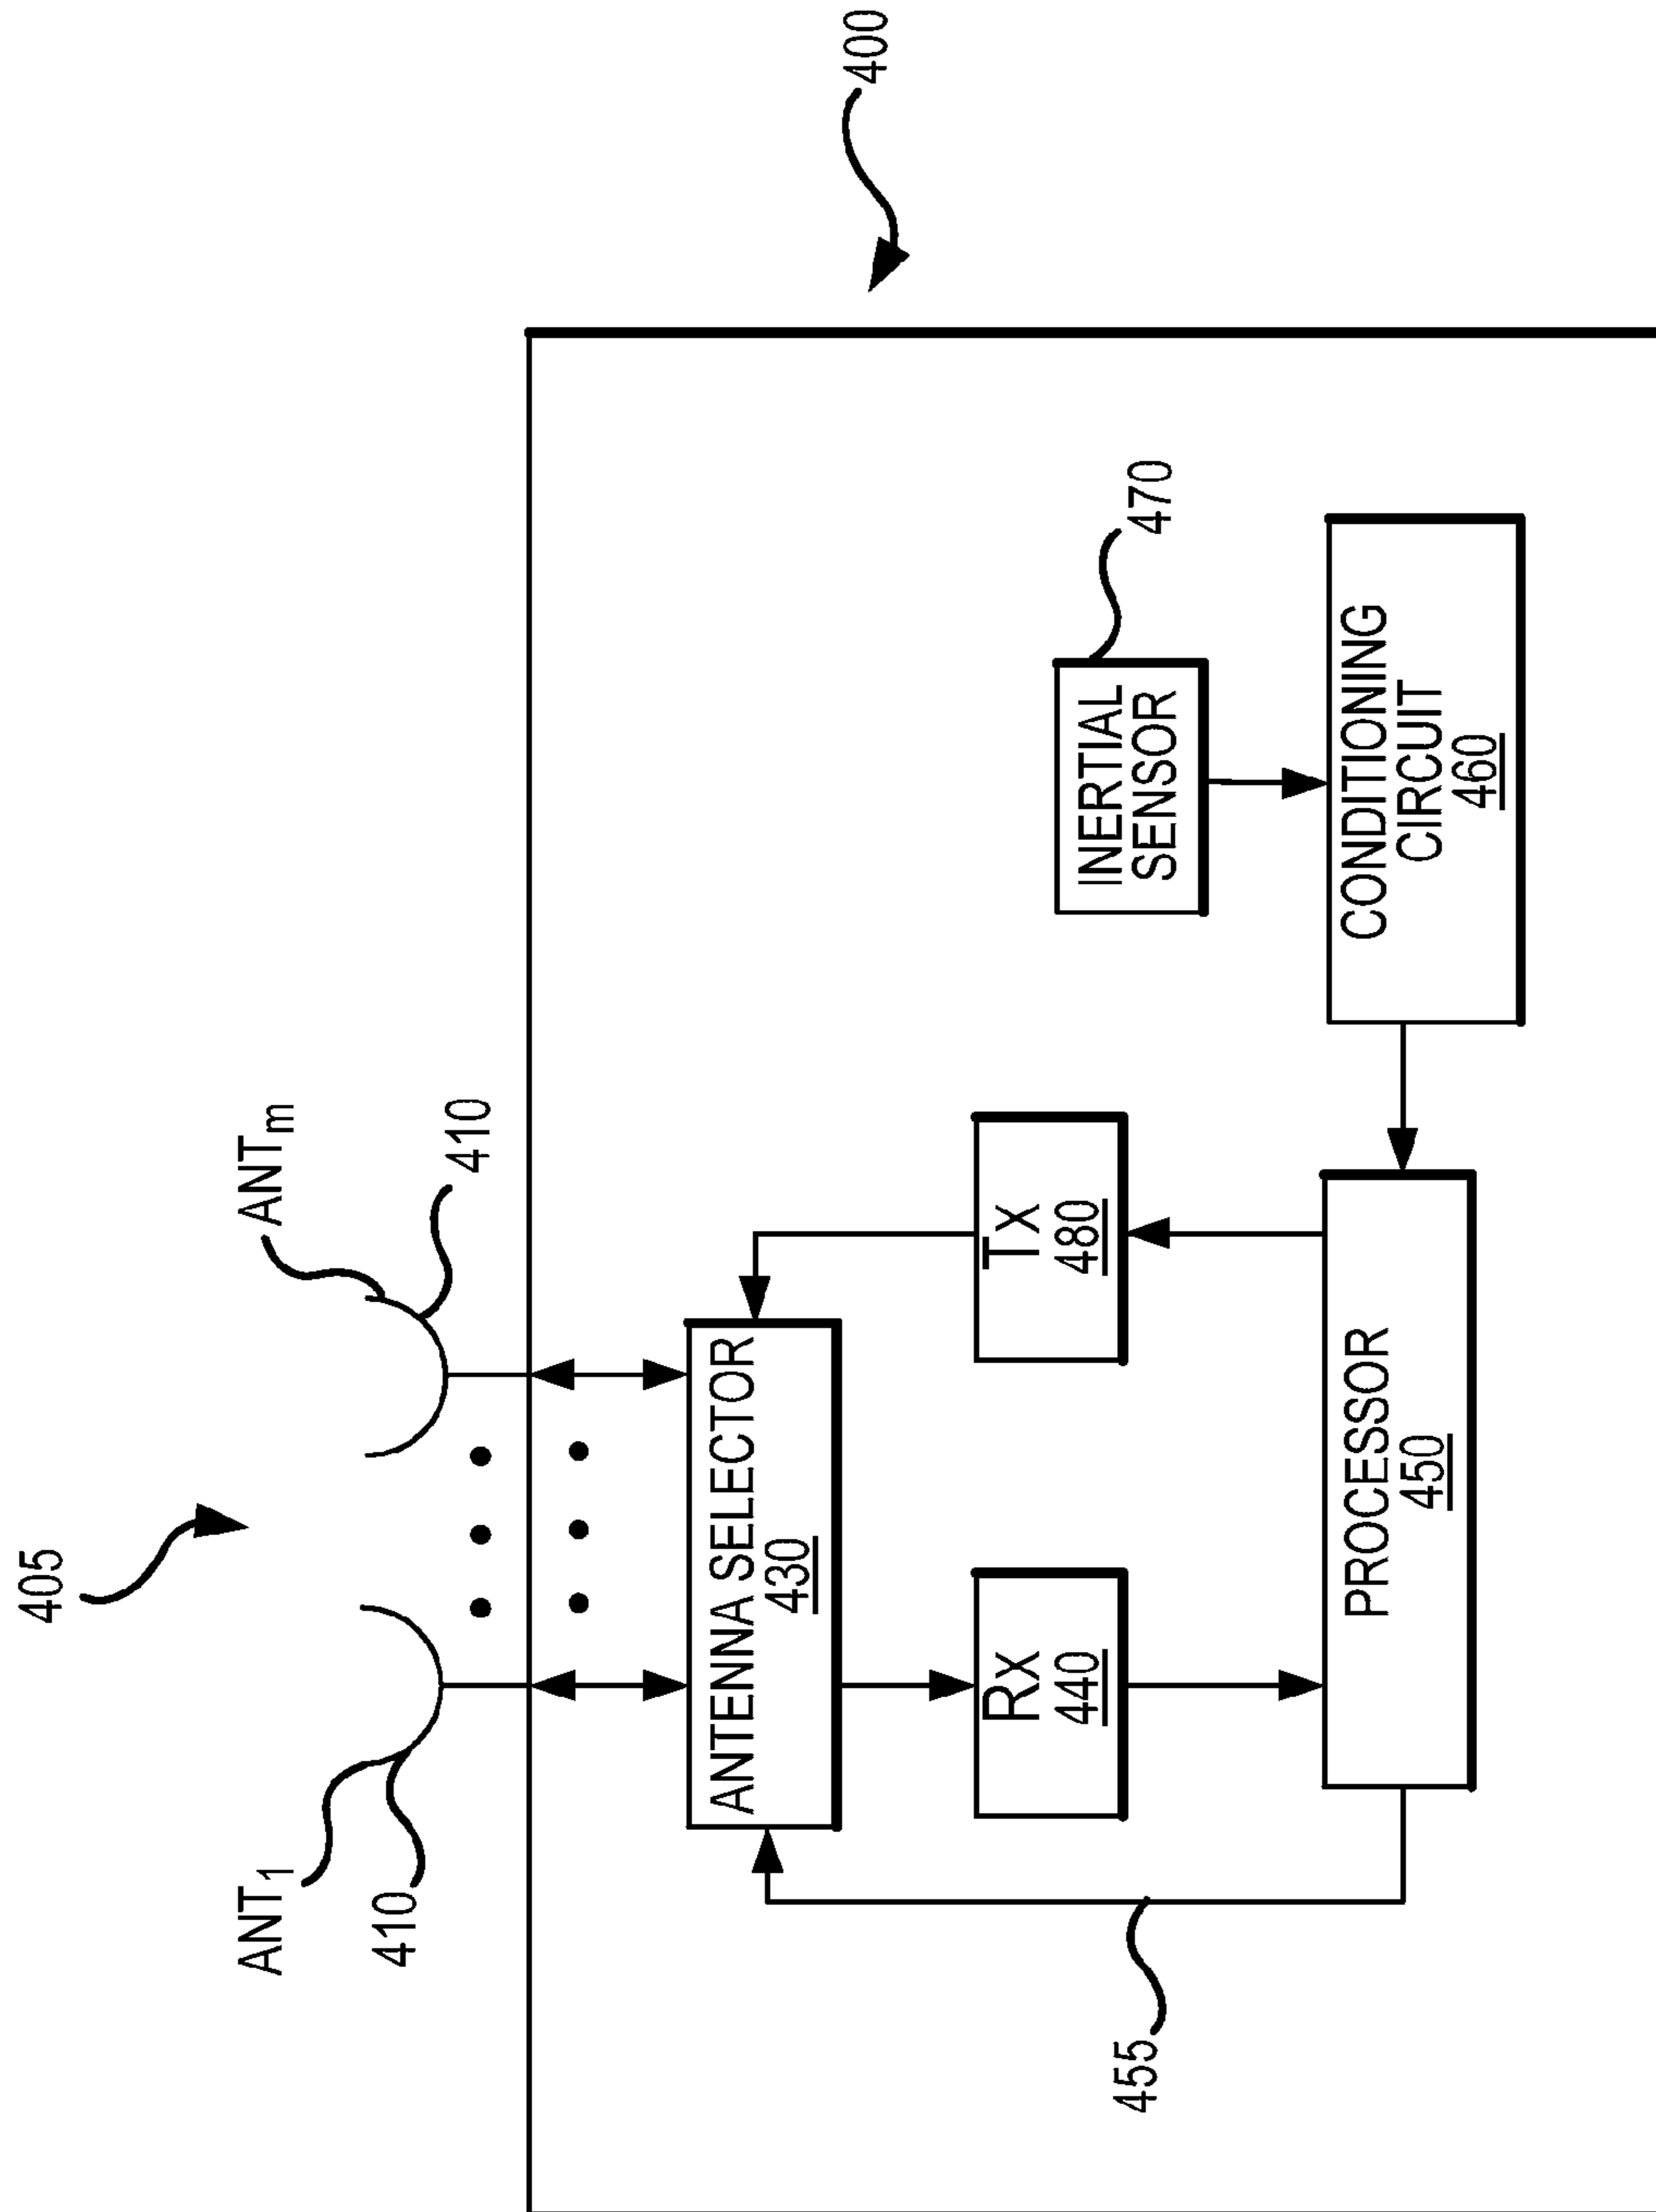 405
ANT1
410
ANTm
410
400
ANTENNA SELECTOR
430
Rx
440
Tx
480
INERTIAL
SENSOR
470
455
PROCESSOR
450
CONDITIONING
CIRCUIT
460